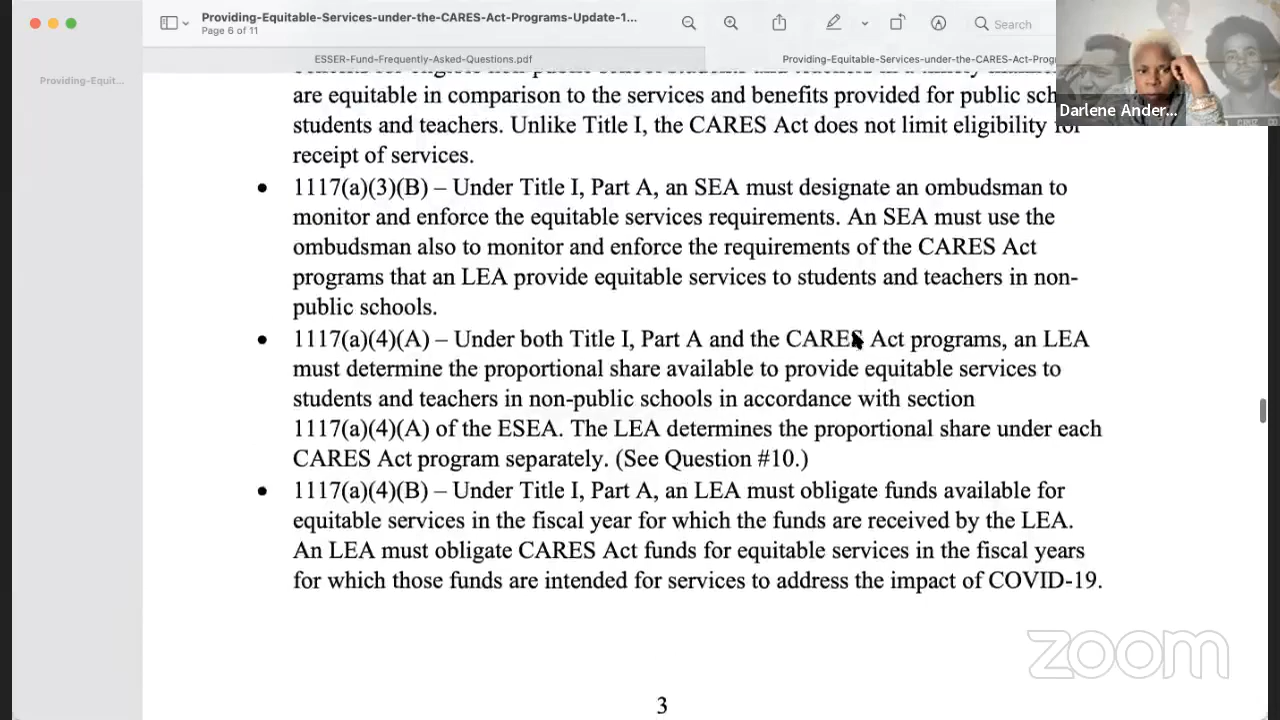 Providing-Equitable-Services-under-the-CARES-Act-Programs-Update-1...
Page 6 of 11
Search
ESSER-Fund-Frequently-Asked-Questions.pdf
Providing-Equitable-Services-under-the-CARES-Act-Prog
Providing-Equit...
Darlene Ander...
are equitable in comparison to the services and benefits provided for public sch
students and teachers. Unlike Title I, the CARES Act does not limit eligibility for
receipt of services.
• 1117(a)(3)(B) – Under Title I, Part A, an SEA must designate an ombudsman to
monitor and enforce the equitable services requirements. An SEA must use the
ombudsman also to monitor and enforce the requirements of the CARES Act
programs that an LEA provide equitable services to students and teachers in non-
public schools.
• 1117(a)(4)(A) – Under both Title I, Part A and the CARES Act programs, an LEA
must determine the proportional share available to provide equitable services to
students and teachers in non-public schools in accordance with section
1117(a)(4)(A) of the ESEA. The LEA determines the proportional share under each
CARES Act program separately. (See Question #10.)
• 1117(a)(4)(B) – Under Title I, Part A, an LEA must obligate funds available for
equitable services in the fiscal year for which the funds are received by the LEA.
An LEA must obligate CARES Act funds for equitable services in the fiscal years
for which those funds are intended for services to address the impact of COVID-19.
zoom
3